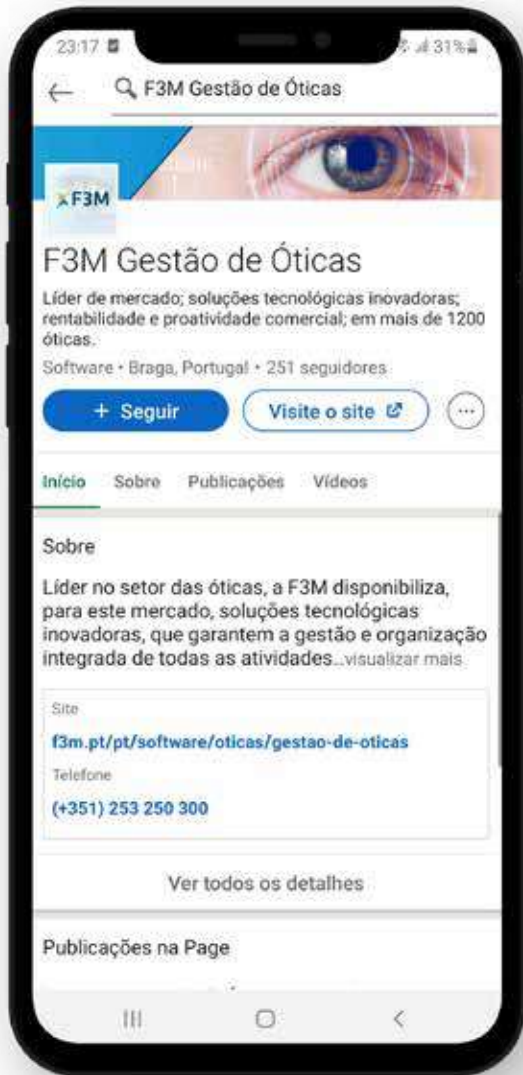 23:17
31%
F3M Gestão de Óticas
F3M
F3M Gestão de Óticas
Líder de mercado; soluções tecnológicas inovadoras;
rentabilidade e proatividade comercial; em mais de 1200
óticas.
Software • Braga, Portugal • 251 seguidores
+ Seguir
Visite o site
Início Sobre Publicações Vídeos
Sobre
Líder no setor das óticas, a F3M disponibiliza,
para este mercado, soluções tecnológicas
inovadoras, que garantem a gestão e organização
integrada de todas as atividades...visualizar mais
Site
f3m.pt/pt/software/oticas/gestao-de-oticas
Telefone
(+351) 253 250 300
Ver todos os detalhes
Publicações na Page